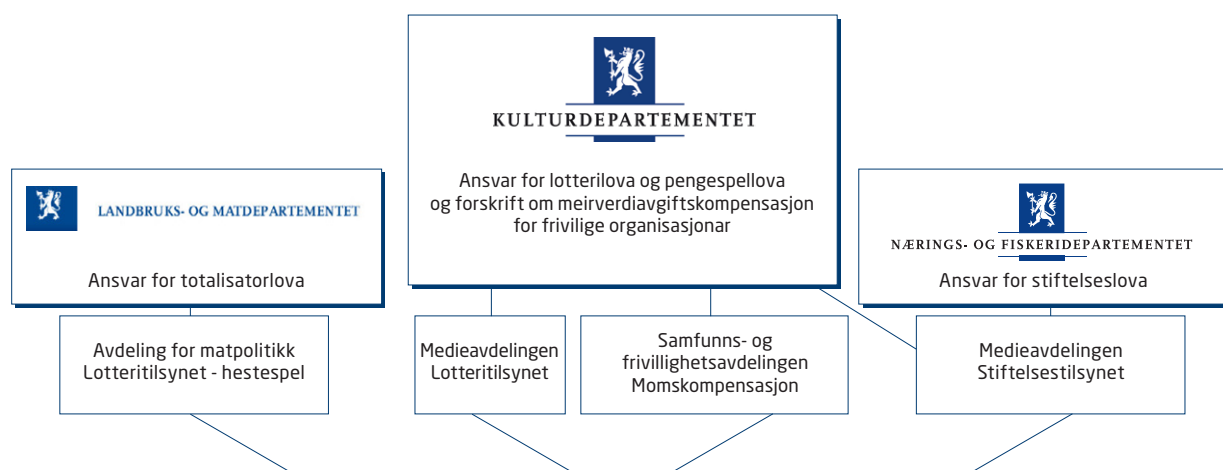 KULTURDEPARTEMENTET
Ansvar for lotterilova og pengespellova
og forskrift om meirverdiavgiftskompensasjon
for frivilige organisasjonar
LANDBRUKS- OG MATDEPARTEMENTET
Ansvar for totalisatorlova
NÆRINGS- OG FISKERIDEPARTEMENTET
Ansvar for stiftelseslova
Avdeling for matpolitikk
Lotteritilsynet - hestespel
Medieavdelingen
Lotteritilsynet
Samfunns- og
frivillighetsavdelingen
Momskompensasjon
Medieavdelingen
Stiftelsestilsynet